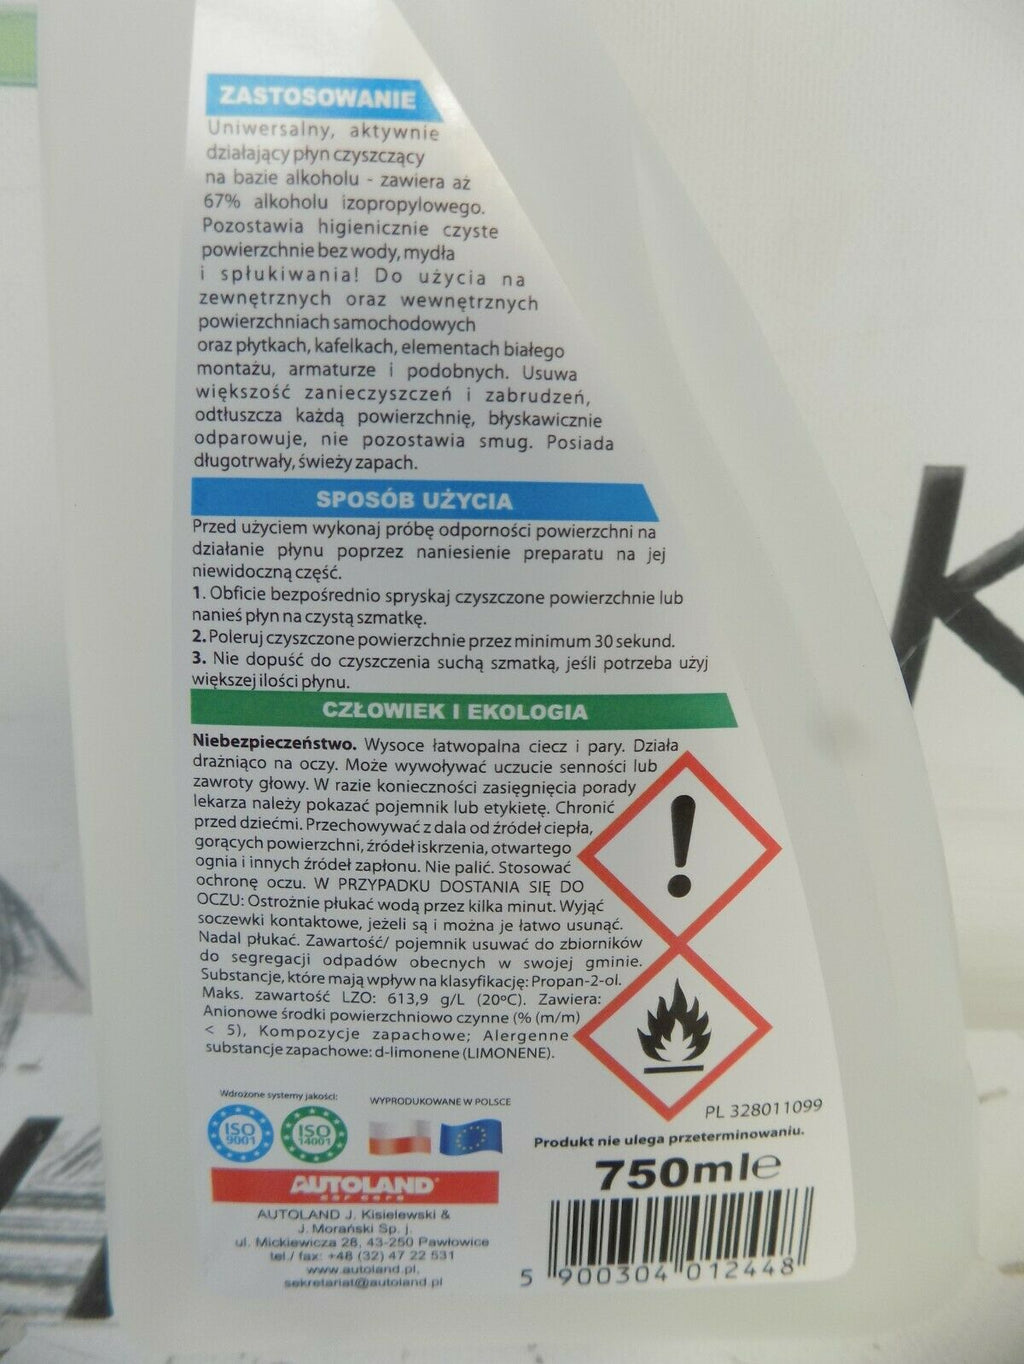 ZASTOSOWANIE
Uniwersalny, aktywnie
działający płyn czyszczący
na bazie alkoholu - zawiera aż
67% alkoholu izopropylowego.
Pozostawia higienicznie czyste
powierzchnie bez wody, mydła
i spłukiwania! Do użycia na
zewnętrznych oraz wewnętrznych
powierzchniach samochodowych
oraz płytkach, kafelkach, elementach białego
montażu, armaturze i podobnych. Usuwa
większość zanieczyszczeń i zabrudzeń,
odtłuszcza każdą powierzchnię, błyskawicznie
odparowuje, nie pozostawia smug. Posiada
długotrwały, świeży zapach.
SPOSÓB UŻYCIA
Przed użyciem wykonaj próbę odporności powierzchni na
działanie płynu poprzez naniesienie preparatu na jej
niewidoczną część.
1. Obficie bezpośrednio spryskaj czyszczone powierzchnie lub
nanieś płyn na czystą szmatkę.
2. Poleruj czyszczone powierzchnie przez minimum 30 sekund.
3. Nie dopuść do czyszczenia suchą szmatką, jeśli potrzeba użyj
większej ilości płynu.
CZŁOWIEK I EKOLOGIA
Niebezpieczeństwo. Wysoce łatwopalna ciecz i pary. Działa
drażniąco na oczy. Może wywoływać uczucie senności lub
zawroty głowy. W razie konieczności zasięgnięcia porady
lekarza należy pokazać pojemnik lub etykietę. Chronić
przed dziećmi. Przechowywać z dala od źródeł ciepła,
gorących powierzchni, źródeł iskrzenia, otwartego
ognia i innych źródeł zapłonu. Nie palić. Stosować
ochronę oczu. W PRZYPADKU DOSTANIA SIĘ DO
OCZU: Ostrożnie płukać wodą przez kilka minut. Wyjąć
soczewki kontaktowe, jeżeli są i można je łatwo usunąć.
Nadal płukać. Zawartość/ pojemnik usuwać do zbiorników
do segregacji odpadów obecnych w swojej gminie.
Substancje, które mają wpływ na klasyfikację: Propan-2-ol.
Maks. zawartość LZO: 613,9 g/L (20ºC). Zawiera:
Anionowe środki powierzchniowo czynne (% (m/m)
< 5), Kompozycje zapachowe; Alergenne
substancje zapachowe: d-limonene (LIMONENE).
Wdrożone systemy jakości:
WYPRODUKOWANE W POLSCE
ISO 9001
ISO 14001
PL 328011099
Produkt nie ulega przeterminowaniu.
750ml℮
AUTOLAND
car care
AUTOLAND J. Kisielewski &
J. Morański Sp. j.
ul. Mickiewicza 28, 43-250 Pawłowice
tel./ fax: +48 (32) 47 22 531
www.autoland.pl,
sekretariat@autoland.pl
5 900304 012448
K